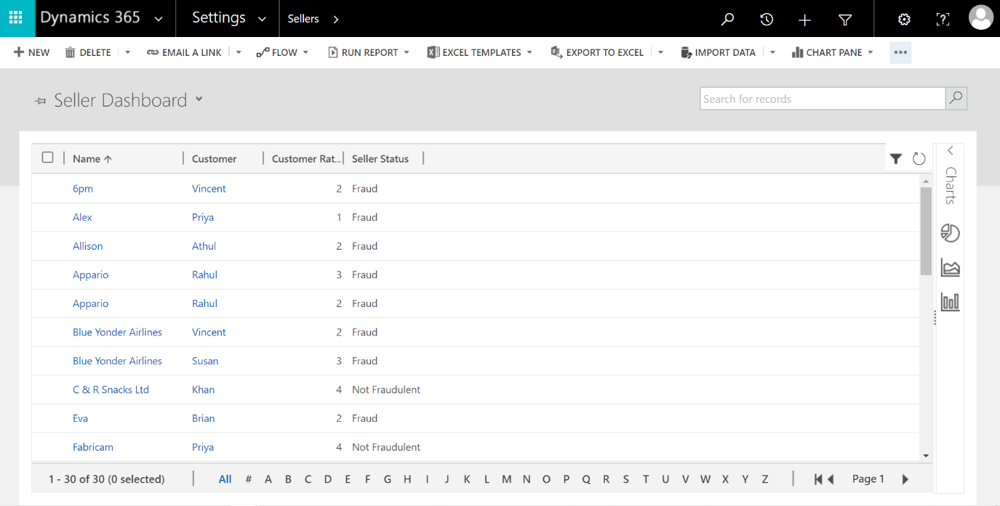 Dynamics 365 Settings Sellers
NEW DELETE EMAIL A LINK FLOW RUN REPORT EXCEL TEMPLATES EXPORT TO EXCEL IMPORT DATA CHART PANE ...
Seller Dashboard Search for records
Name Customer Customer Rat... Seller Status
Charts
6pm Vincent 2 Fraud
Alex Priya 1 Fraud
Allison Athul 2 Fraud
Appario Rahul 3 Fraud
Appario Rahul 2 Fraud
Blue Yonder Airlines Vincent 2 Fraud
Blue Yonder Airlines Susan 3 Fraud
C & R Snacks Ltd Khan 4 Not Fraudulent
Eva Brian 2 Fraud
Fabricam Priya 4 Not Fraudulent
1 - 30 of 30 (0 selected) All # A B C D E F G H I J K L M N O P Q R S T U V W X Y Z Page 1